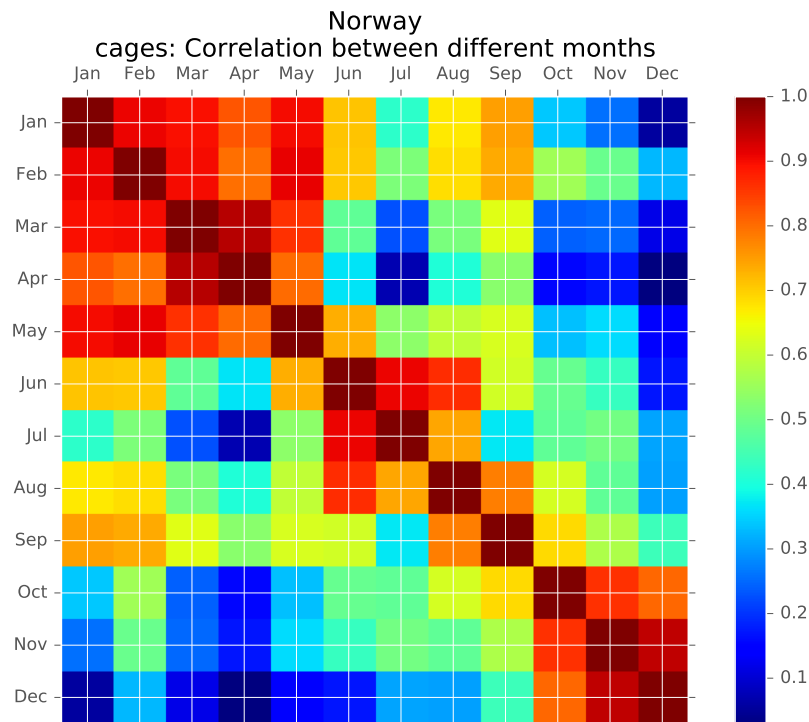 Norway
cages: Correlation between different months
Jan Feb Mar Apr May Jun Jul Aug Sep Oct Nov Dec
Jan
Feb
Mar
Apr
May
Jun
Jul
Aug
Sep
Oct
Nov
Dec
1.0
0.9
0.8
0.7
0.6
0.5
0.4
0.3
0.2
0.1